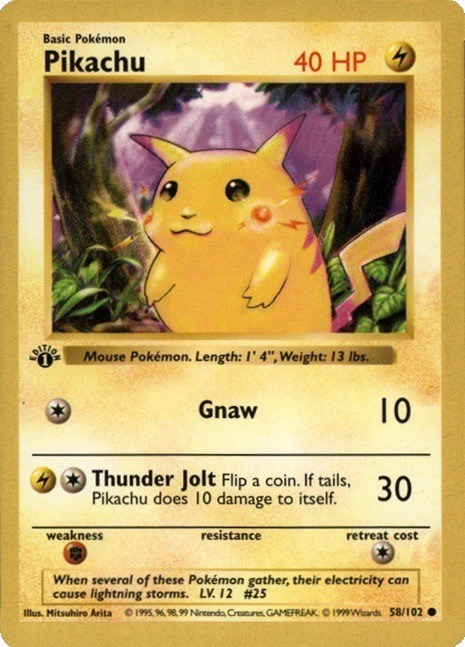 Basic Pokémon
Pikachu 40 HP
EDITION
1
Mouse Pokémon. Length: 1' 4", Weight: 13 lbs.
Gnaw 10
Thunder Jolt Flip a coin. If tails,
Pikachu does 10 damage to itself. 30
weakness resistance retreat cost
When several of these Pokémon gather, their electricity can
cause lightning storms. LV. 12 #25
Illus. Mitsuhiro Arita © 1995, 96, 98, 99 Nintendo, Creatures, GAMEFREAK. © 1999 Wizards. 58/102